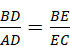 BD/AD = BE/EC